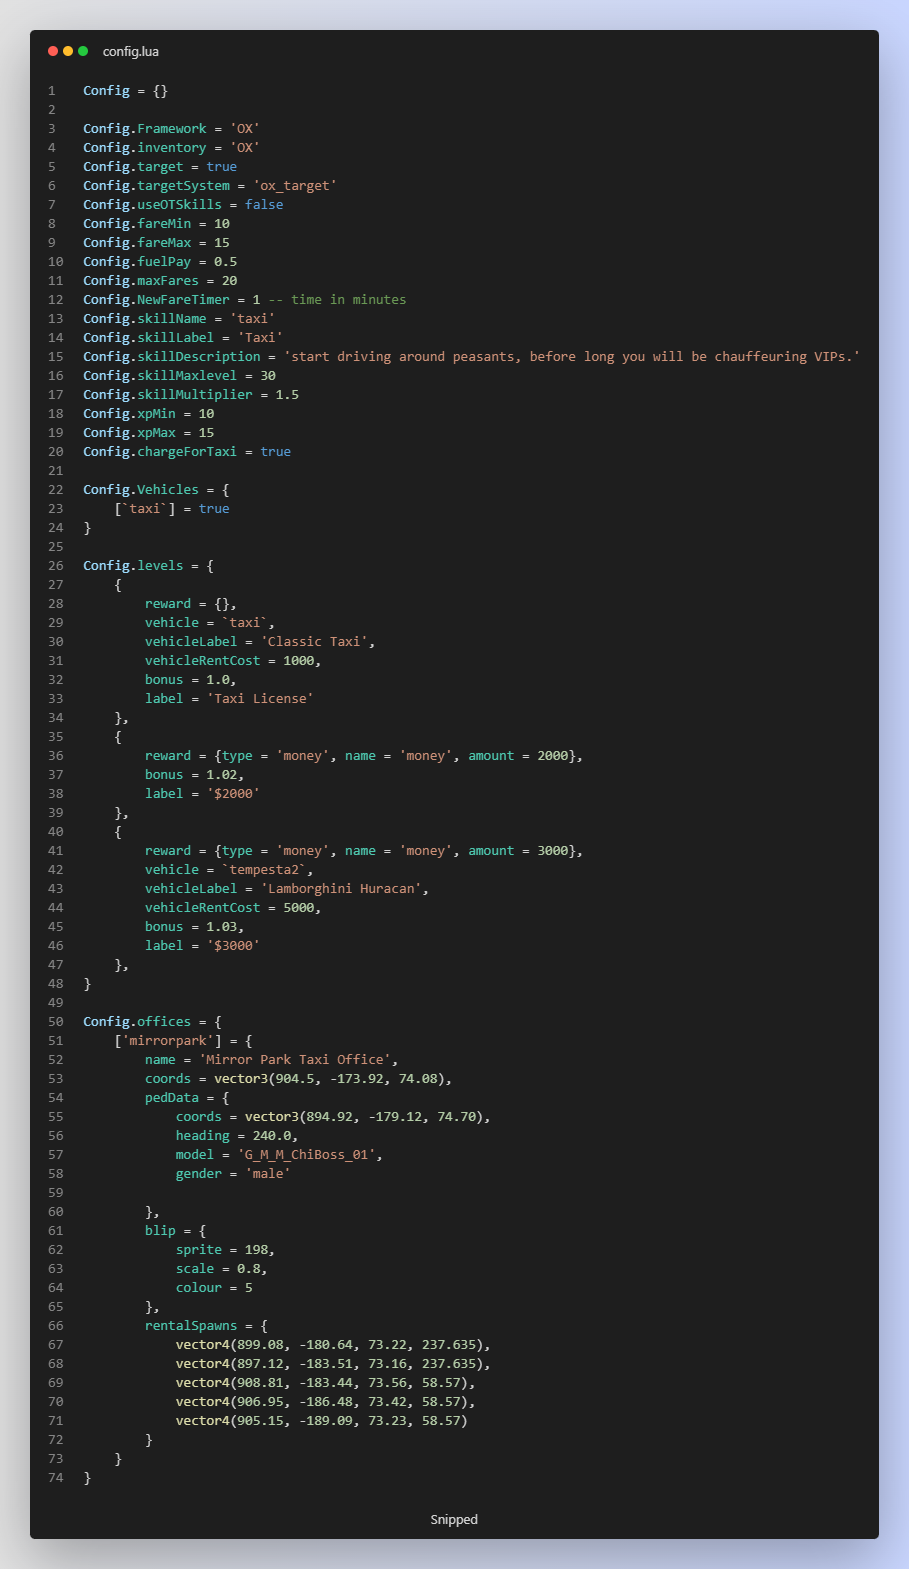 config.lua
1 Config = {}
2
3 Config.Framework = 'OX'
4 Config.inventory = 'OX'
5 Config.target = true
6 Config.targetSystem = 'ox_target'
7 Config.useOTSkills = false
8 Config.fareMin = 10
9 Config.fareMax = 15
10 Config.fuelPay = 0.5
11 Config.maxFares = 20
12 Config.NewFareTimer = 1 -- time in minutes
13 Config.skillName = 'taxi'
14 Config.skillLabel = 'Taxi'
15 Config.skillDescription = 'start driving around peasants, before long you will be chauffeuring VIPs.'
16 Config.skillMaxlevel = 30
17 Config.skillMultiplier = 1.5
18 Config.xpMin = 10
19 Config.xpMax = 15
20 Config.chargeForTaxi = true
21
22 Config.Vehicles = {
23     [`taxi`] = true
24 }
25
26 Config.levels = {
27     {
28         reward = {},
29         vehicle = `taxi`,
30         vehicleLabel = 'Classic Taxi',
31         vehicleRentCost = 1000,
32         bonus = 1.0,
33         label = 'Taxi License'
34     },
35     {
36         reward = {type = 'money', name = 'money', amount = 2000},
37         bonus = 1.02,
38         label = '$2000'
39     },
40     {
41         reward = {type = 'money', name = 'money', amount = 3000},
42         vehicle = `tempesta2`,
43         vehicleLabel = 'Lamborghini Huracan',
44         vehicleRentCost = 5000,
45         bonus = 1.03,
46         label = '$3000'
47     },
48 }
49
50 Config.offices = {
51     ['mirrorpark'] = {
52         name = 'Mirror Park Taxi Office',
53         coords = vector3(904.5, -173.92, 74.08),
54         pedData = {
55             coords = vector3(894.92, -179.12, 74.70),
56             heading = 240.0,
57             model = 'G_M_M_ChiBoss_01',
58             gender = 'male'
59
60         },
61         blip = {
62             sprite = 198,
63             scale = 0.8,
64             colour = 5
65         },
66         rentalSpawns = {
67             vector4(899.08, -180.64, 73.22, 237.635),
68             vector4(897.12, -183.51, 73.16, 237.635),
69             vector4(908.81, -183.44, 73.56, 58.57),
70             vector4(906.95, -186.48, 73.42, 58.57),
71             vector4(905.15, -189.09, 73.23, 58.57)
72         }
73     }
74 }
Snipped